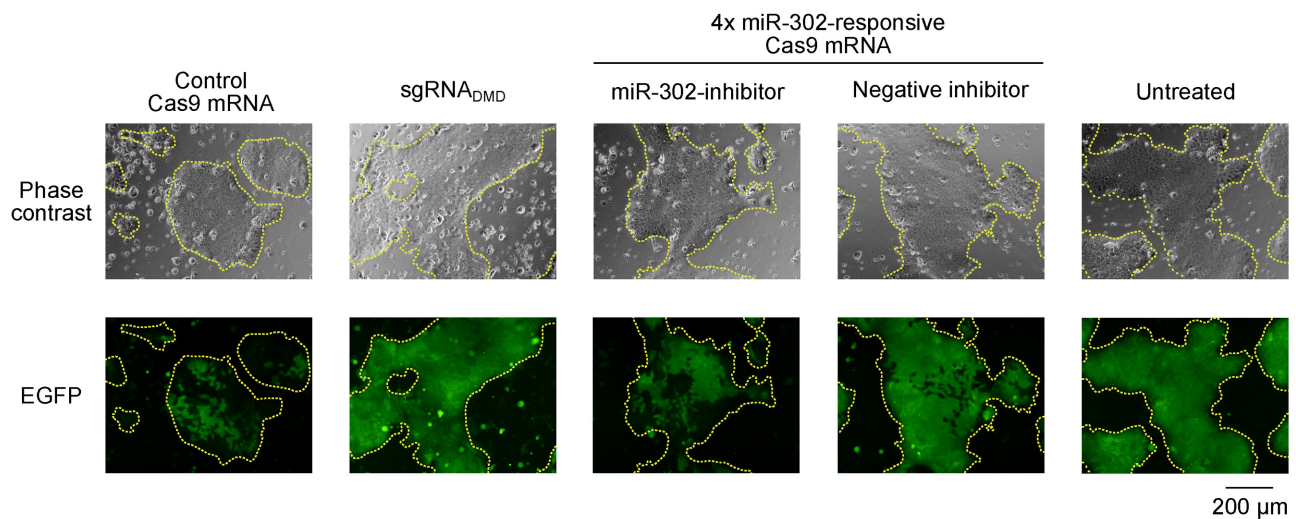 4x miR-302-responsive
Cas9 mRNA
Control
Cas9 mRNA
sgRNADMD
miR-302-inhibitor
Negative inhibitor
Untreated
Phase
contrast
EGFP
200 µm